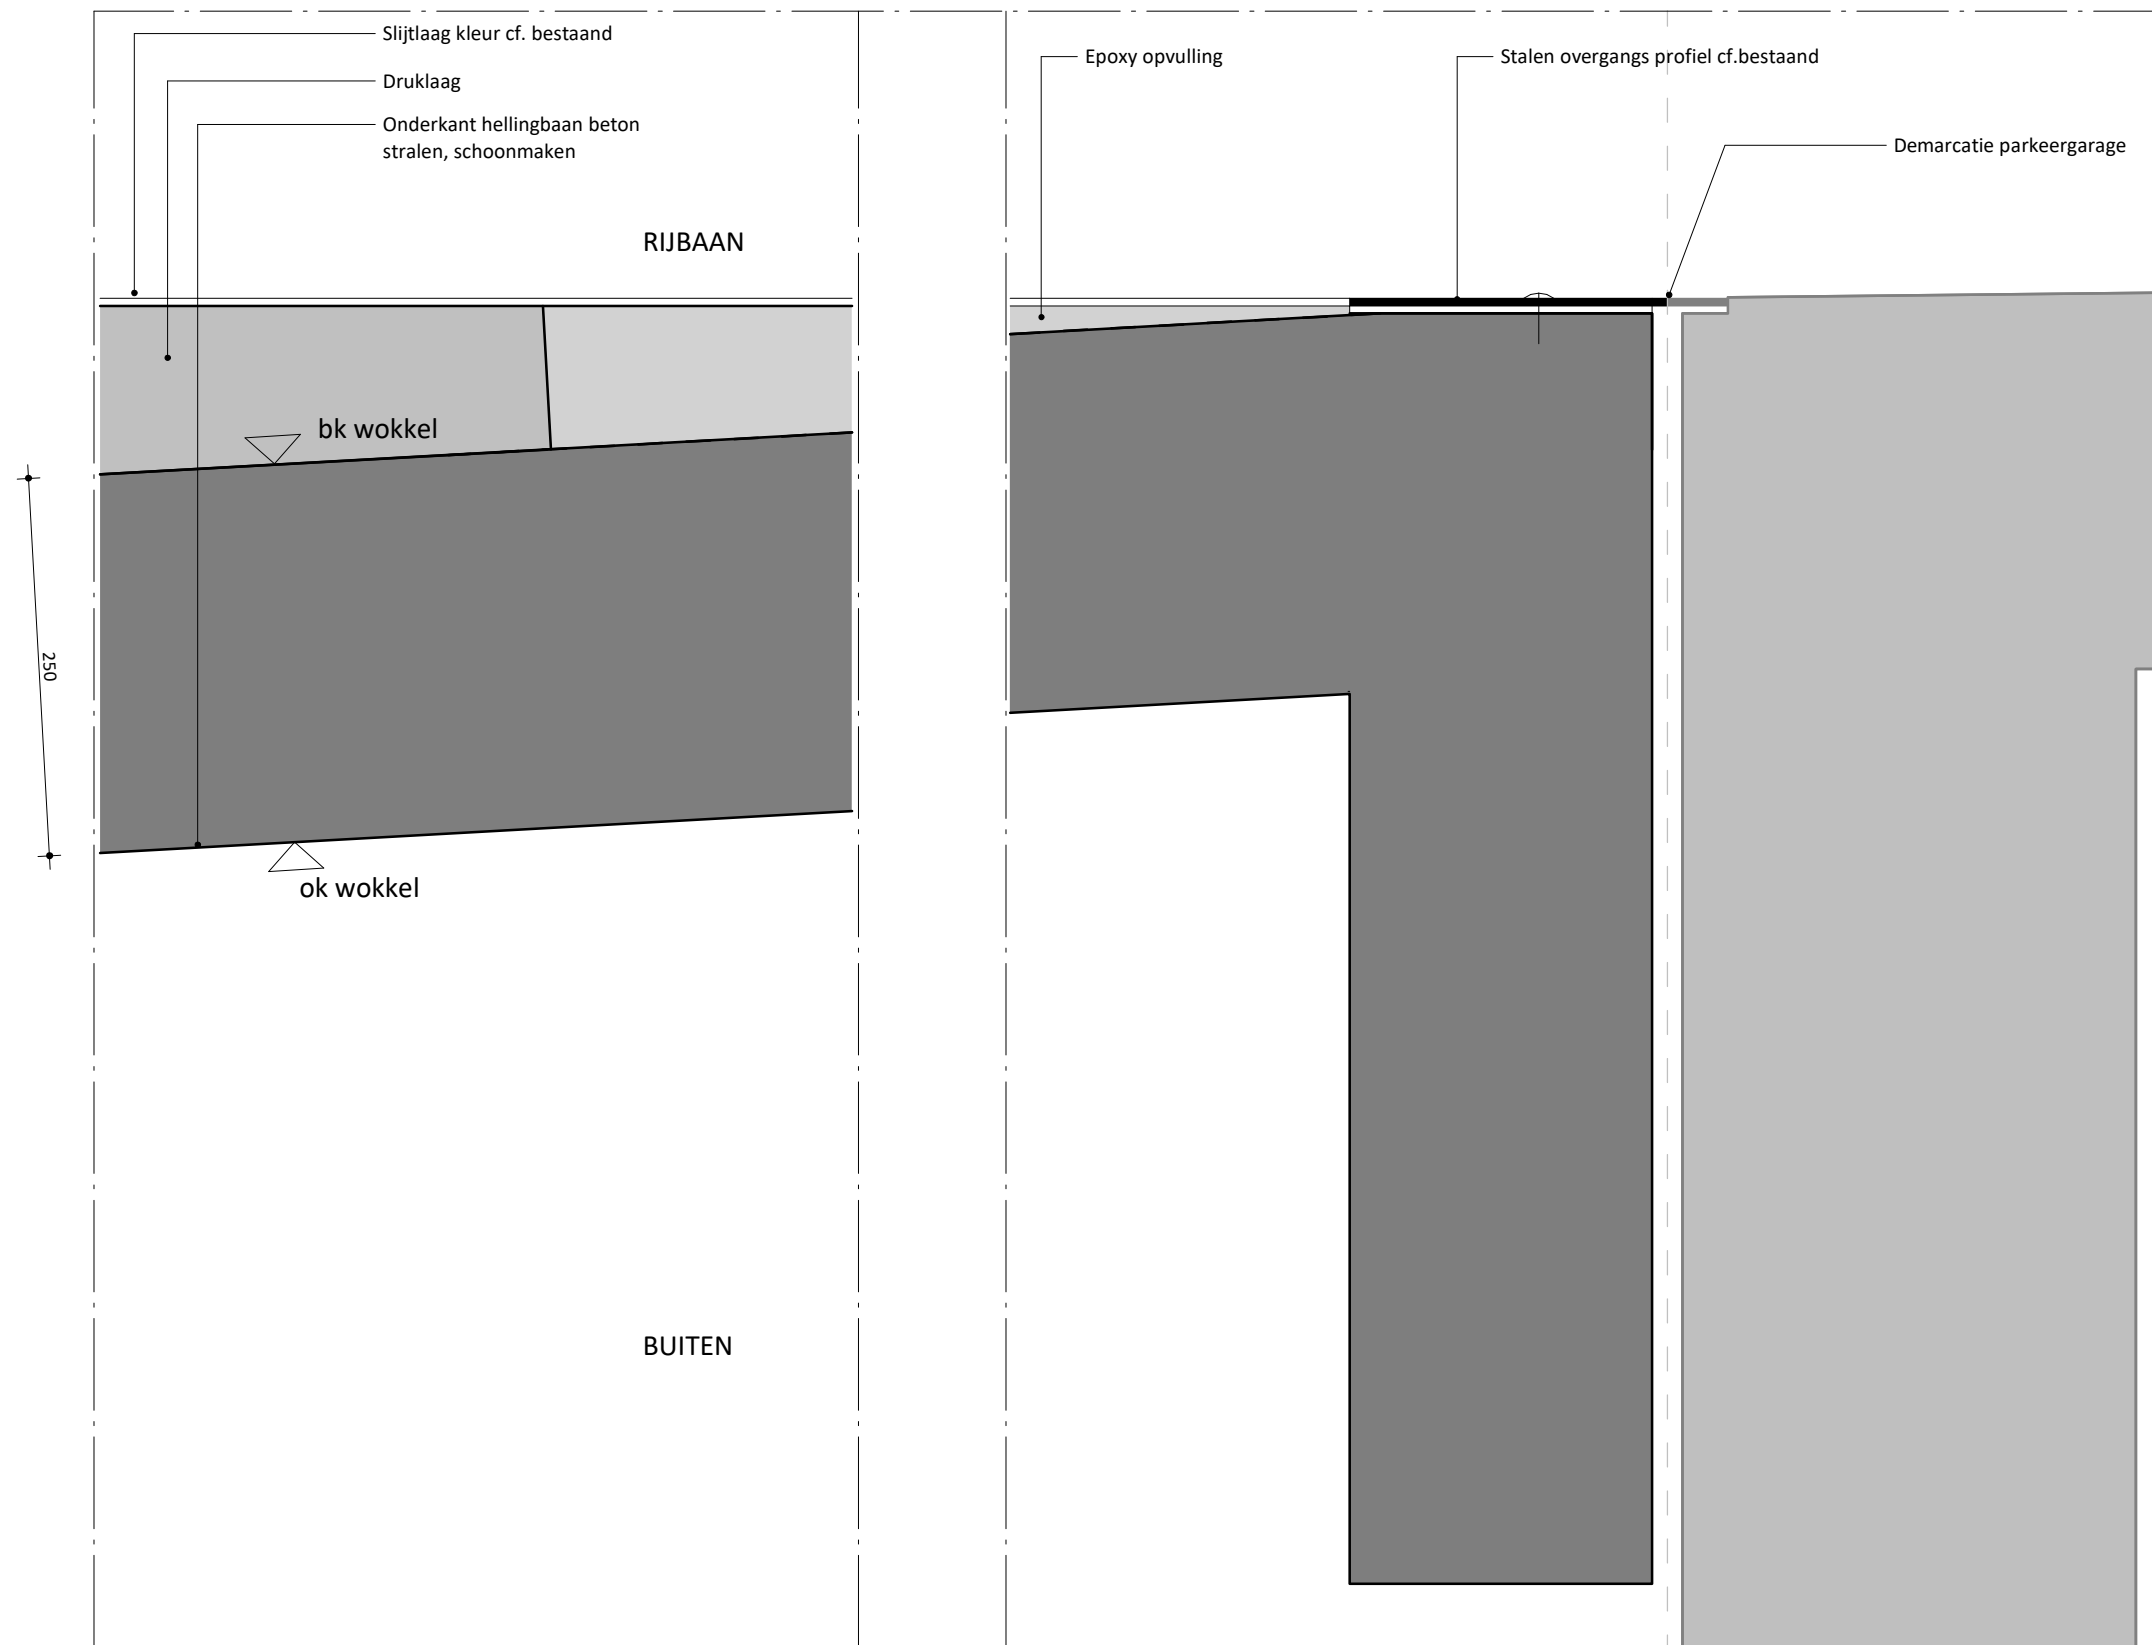 Slijtlaag kleur cf. bestaand
Druklaag
Onderkant hellingbaan beton
stralen, schoonmaken
Epoxy opvulling
Stalen overgangs profiel cf.bestaand
Demarcatie parkeergarage
RIJBAAN
bk wokkel
250
ok wokkel
BUITEN